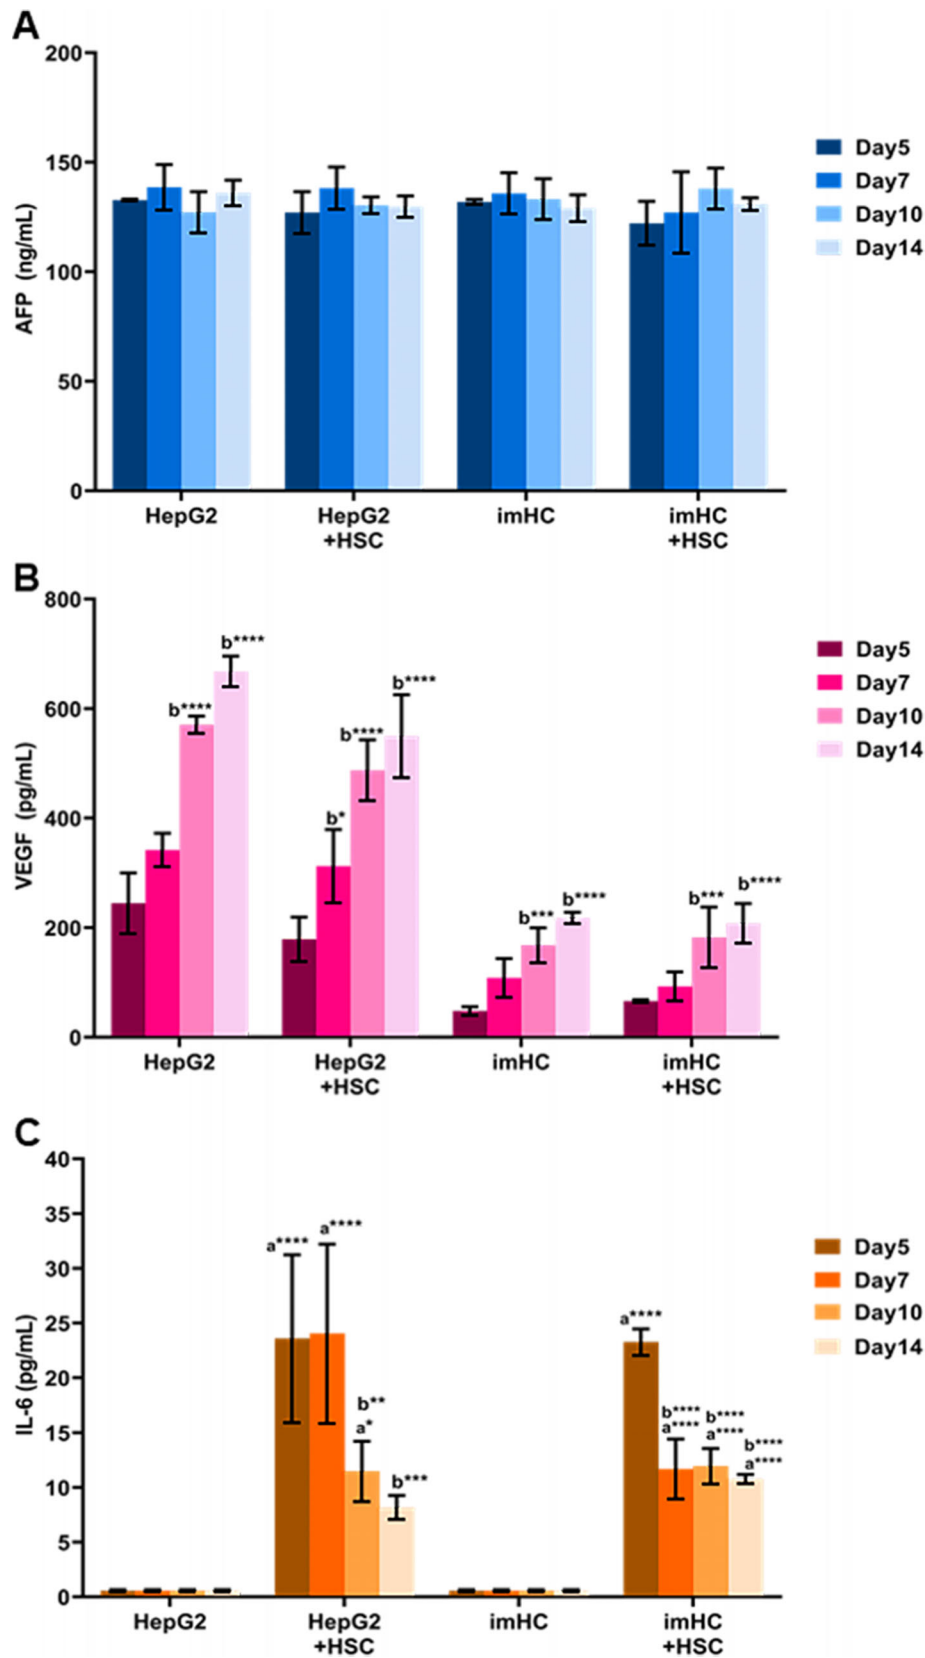 A
200
150
100
50
0
AFP (ng/mL)
HepG2
HepG2
+HSC
imHC
imHC
+HSC
Day5
Day7
Day10
Day14
B
800
600
400
200
0
VEGF (pg/mL)
b****
b****
b*
b****
b****
b***
b****
b***
b****
HepG2
HepG2
+HSC
imHC
imHC
+HSC
Day5
Day7
Day10
Day14
C
40
35
30
25
20
15
10
5
0
IL-6 (pg/mL)
a****
a****
b**
a*
b***
a****
b****
a****
b****
a****
b****
a****
HepG2
HepG2
+HSC
imHC
imHC
+HSC
Day5
Day7
Day10
Day14